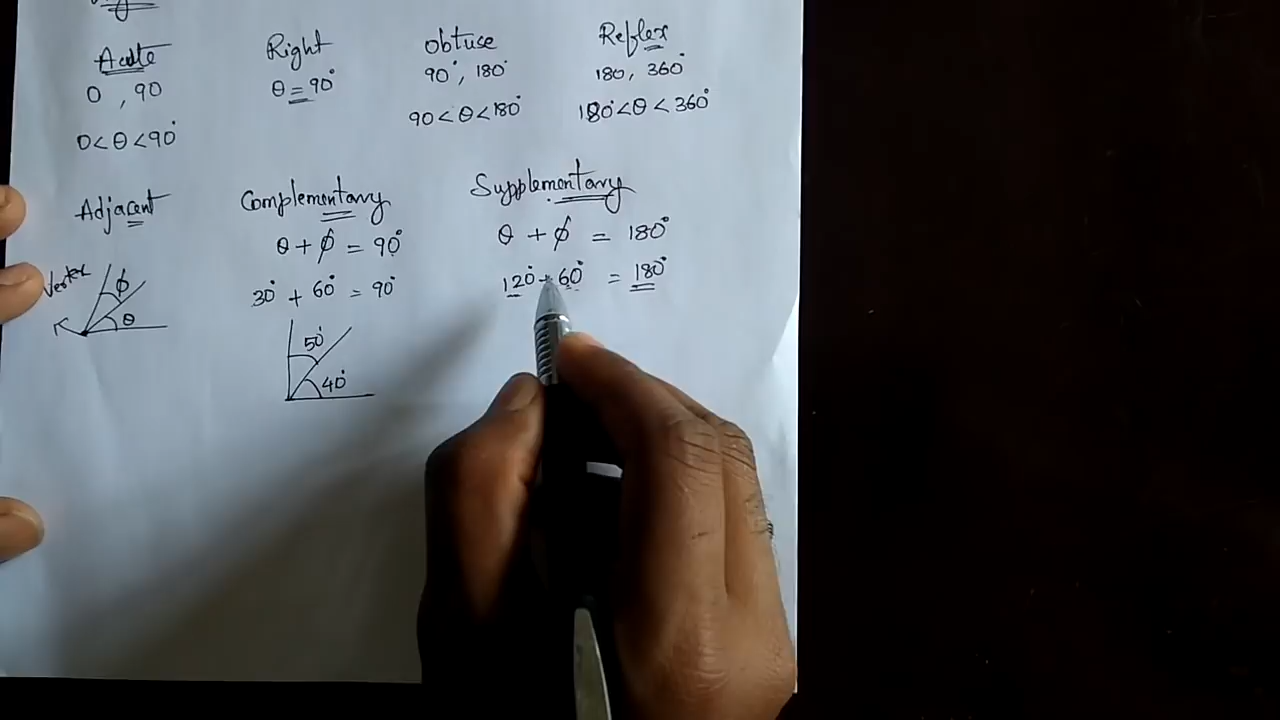 Acute
0 , 90
0 < θ < 90°
Right
θ = 90°
Obtuse
90°, 180°
90 < θ < 180°
Reflex
180, 360°
180° < θ < 360°
Adjacent
Vertex
ϕ
θ
Complementary
θ + ϕ = 90°
30° + 60° = 90°
50°
40°
Supplementary
θ + ϕ = 180°
120° + 60° = 180°